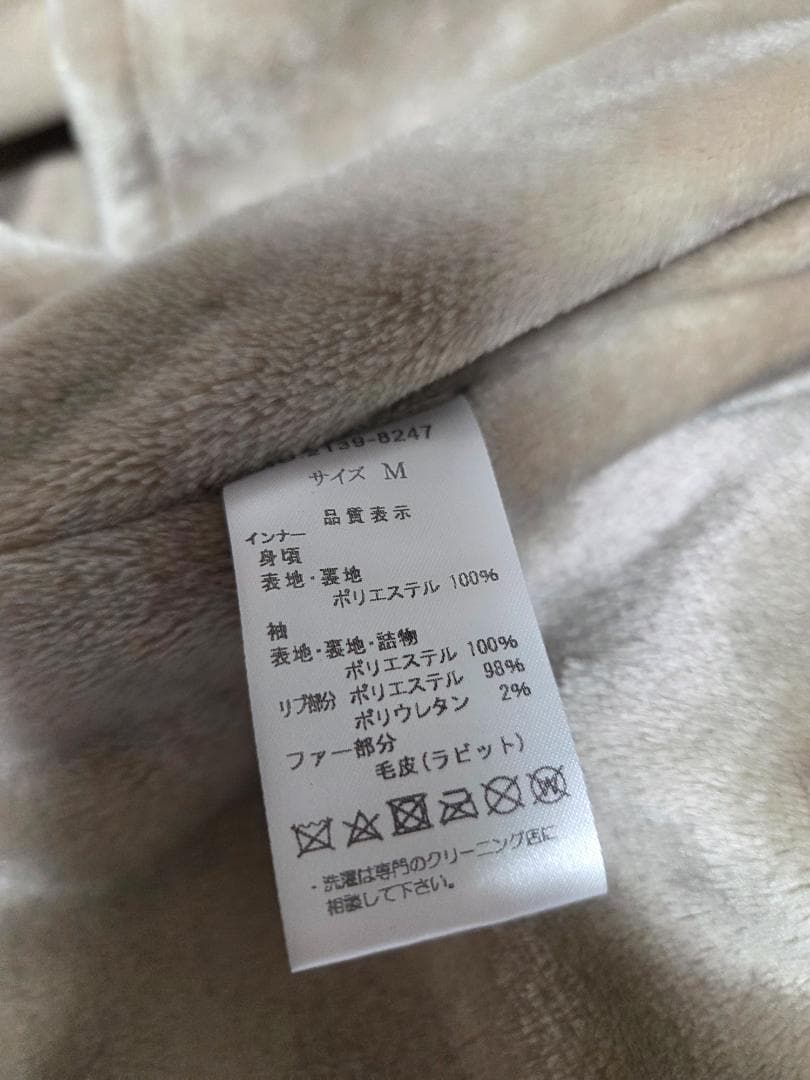 2139-8247
サイズ M
品質表示
インナー
身頃
表地・裏地
ポリエステル 100%
袖
表地・裏地・詰物
ポリエステル 100%
リブ部分 ポリエステル 98%
ポリウレタン 2%
ファー部分
毛皮(ラビット)
・洗濯は専門のクリーニング店に
相談して下さい。